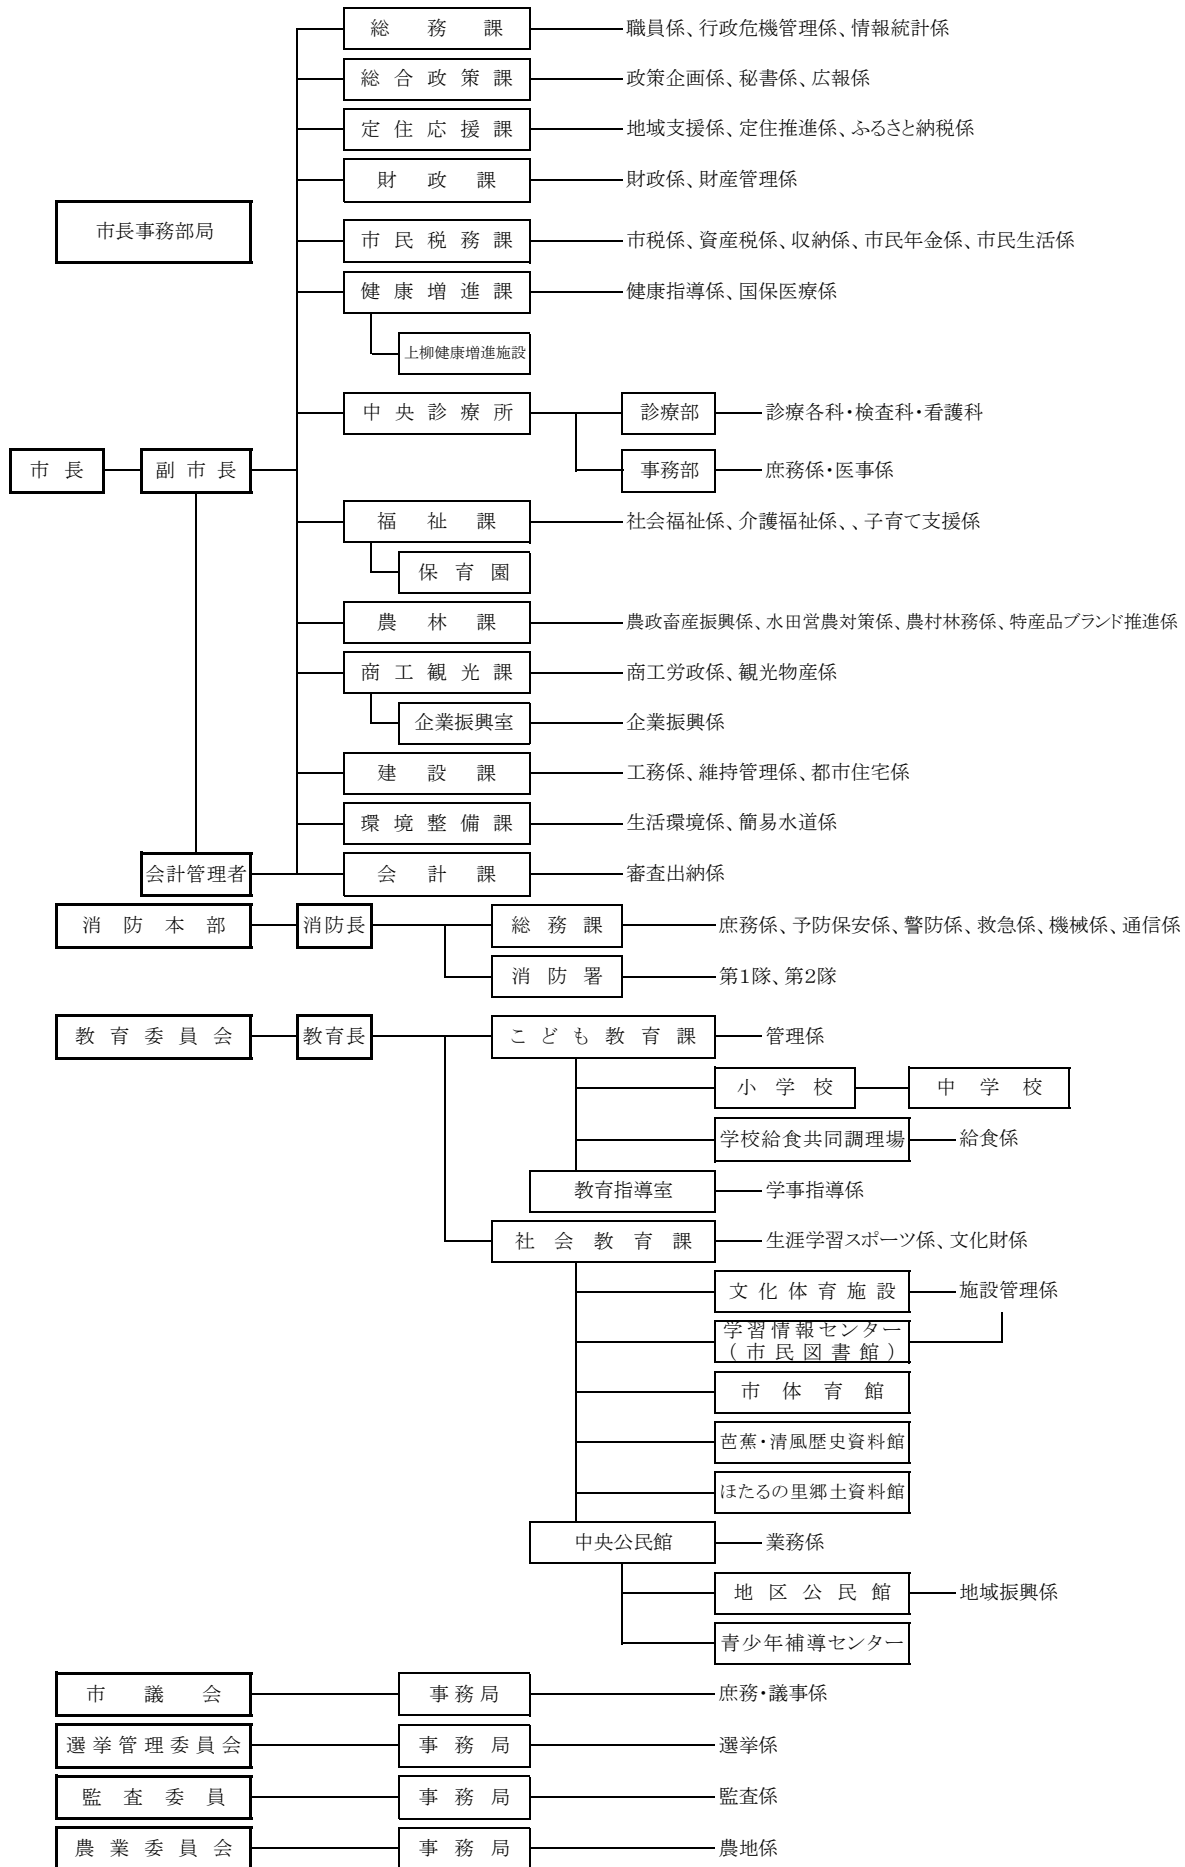 総務課 職員係、行政危機管理係、情報統計係
総合政策課 政策企画係、秘書係、広報係
定住応援課 地域支援係、定住推進係、ふるさと納税係
財政課 財政係、財産管理係
市長事務部局
市民税務課 市税係、資産税係、収納係、市民年金係、市民生活係
健康増進課 健康指導係、国保医療係
上柳健康増進施設
中央診療所 診療部 診療各科・検査科・看護科
市長 副市長 事務部 庶務係・医事係
福祉課 社会福祉係、介護福祉係、、子育て支援係
保育園
農林課 農政畜産振興係、水田営農対策係、農村林務係、特産品ブランド推進係
商工観光課 商工労政係、観光物産係
企業振興室 企業振興係
建設課 工務係、維持管理係、都市住宅係
環境整備課 生活環境係、簡易水道係
会計管理者 会計課 審査出納係
消防本部 消防長 総務課 庶務係、予防保安係、警防係、救急係、機械係、通信係
消防署 第1隊、第2隊
教育委員会 教育長 こども教育課 管理係
小学校 中学校
学校給食共同調理場 給食係
教育指導室 学事指導係
社会教育課 生涯学習スポーツ係、文化財係
文化体育施設 施設管理係
学習情報センター
(市民図書館)
市体育館
芭蕉・清風歴史資料館
ほたるの里郷土資料館
中央公民館 業務係
地区公民館 地域振興係
青少年補導センター
市議会 事務局 庶務・議事係
選挙管理委員会 事務局 選挙係
監査委員 事務局 監査係
農業委員会 事務局 農地係